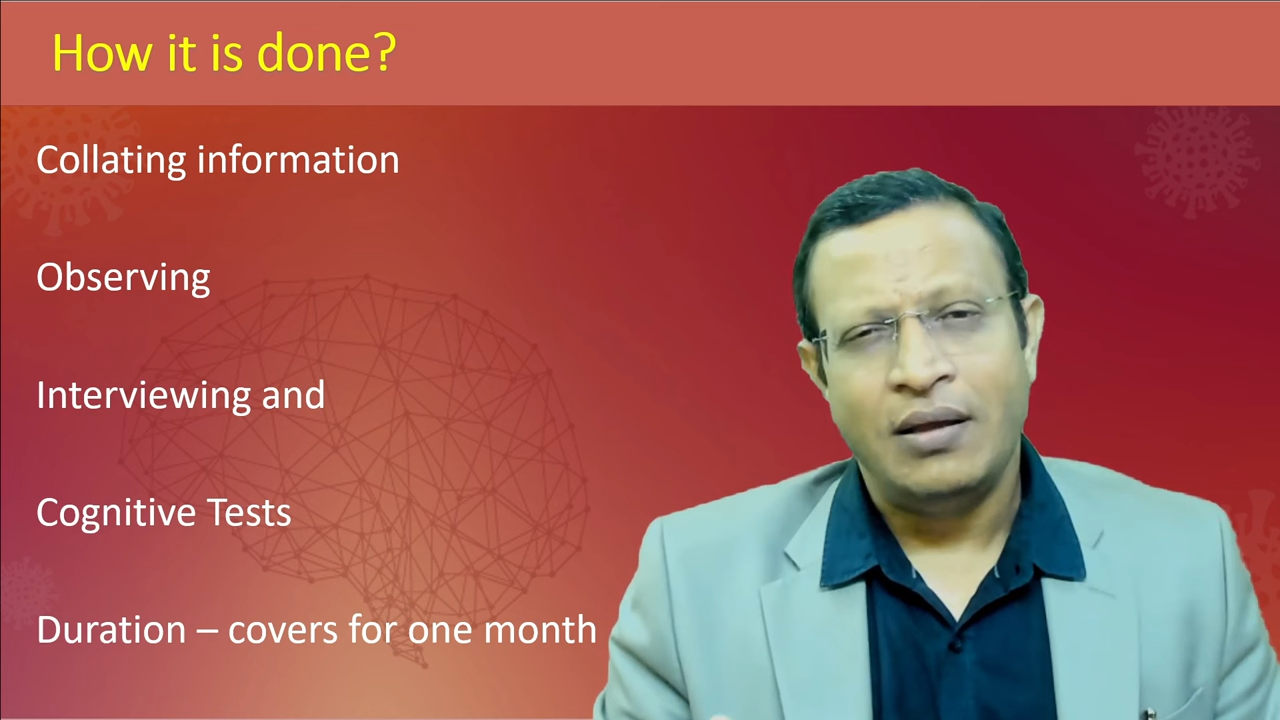 How it is done?
Collating information
Observing
Interviewing and
Cognitive Tests
Duration – covers for one month